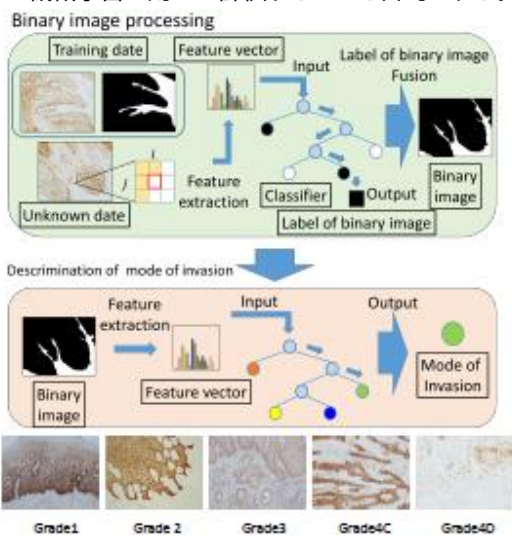 Binary image processing
Training date
Feature vector
Input
Label of binary image
Fusion
i
j
Unknown date
Feature
extraction
Classifier
Output
Label of binary image
Binary
image
Descrimination of mode of invasion
Feature
extraction
Input
Output
Binary
image
Feature vector
Mode of
Invasion
Grade1
Grade 2
Grade3
Grade4C
Grade4D